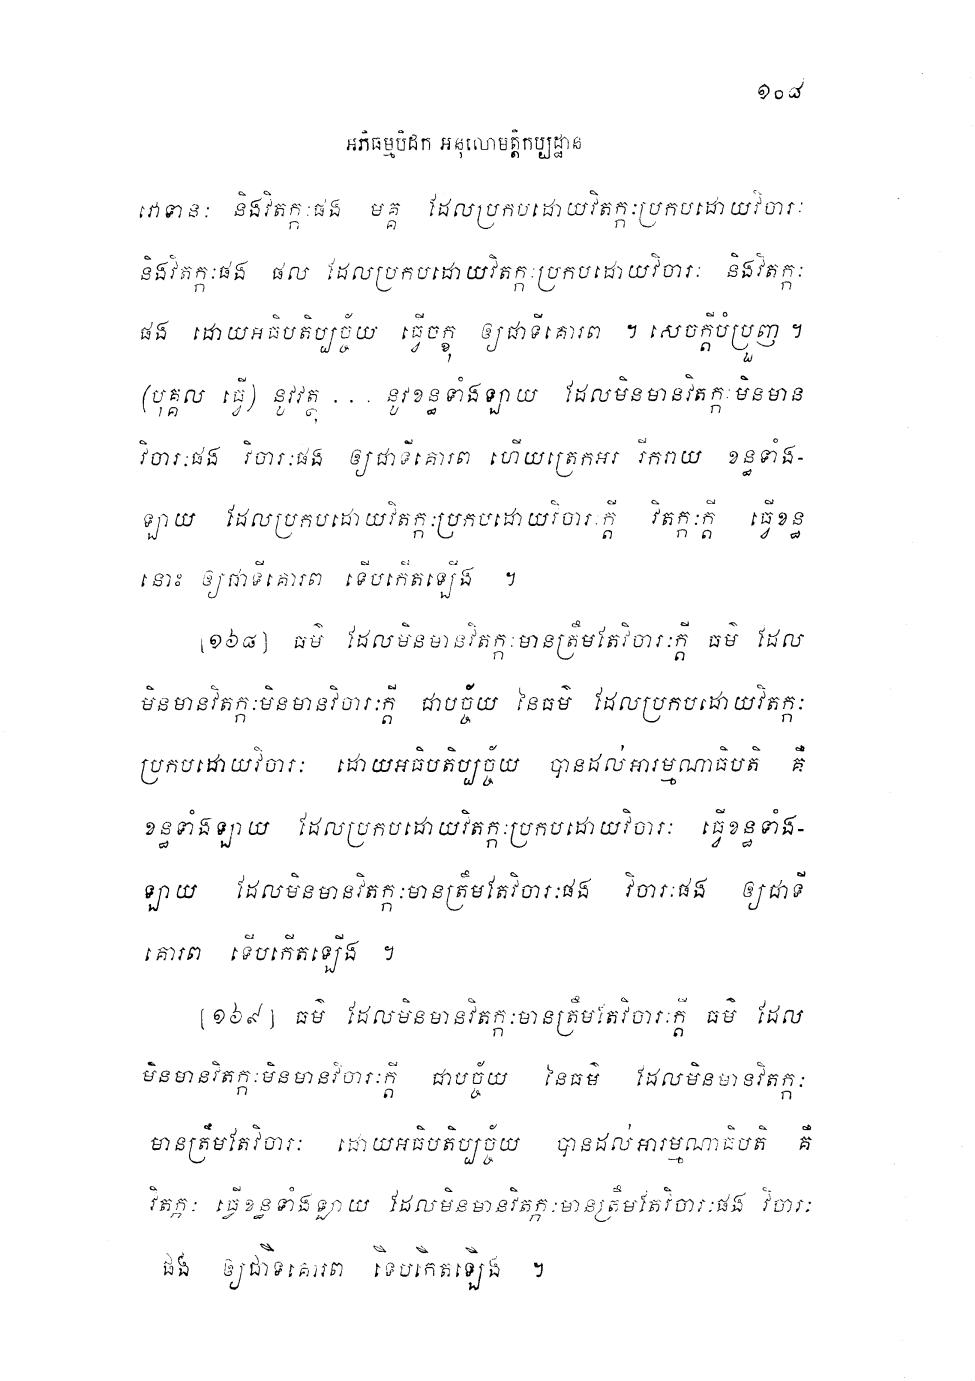 ១០៨
អភិធម្មបិដក អនុលោមត្តិកប្បដ្ឋាន
វោទានៈ និងវិតក្កៈផង មគ្គ ដែលប្រកបដោយវិតក្កៈប្រកបដោយវិចារៈ
និងវិតក្កៈផង ផល ដែលប្រកបដោយវិតក្កៈប្រកបដោយវិចារៈ និងវិតក្កៈ
ផង ដោយអធិបតិប្បច្ច័យ ធ្វើចក្ខុ ឲ្យជាទីគោរព ។ សេចក្តីបំប្រួញ ។
(បុគ្គល ធ្វើ) នូវវត្ថុ ... នូវខន្ធទាំងឡាយ ដែលមិនមានវិតក្កៈមិនមាន
វិចារៈផង វិចារៈផង ឲ្យជាទីគោរព ហើយត្រេកអរ រីករាយ ខន្ធទាំង-
ឡាយ ដែលប្រកបដោយវិតក្កៈប្រកបដោយវិចារៈក្តី វិតក្កៈក្តី ធ្វើខន្ធ
នោះ ឲ្យជាទីគោរព ទើបកើតឡើង ។
[១៦៨] ធម៌ ដែលមិនមានវិតក្កៈមានត្រឹមតែវិចារៈក្តី ធម៌ ដែល
មិនមានវិតក្កៈមិនមានវិចារៈក្តី ជាបច្ច័យ នៃធម៌ ដែលប្រកបដោយវិតក្កៈ
ប្រកបដោយវិចារៈ ដោយអធិបតិប្បច្ច័យ បានដល់អារម្មណាធិបតិ គឺ
ខន្ធទាំងឡាយ ដែលប្រកបដោយវិតក្កៈប្រកបដោយវិចារៈ ធ្វើខន្ធទាំង-
ឡាយ ដែលមិនមានវិតក្កៈមានត្រឹមតែវិចារៈផង វិចារៈផង ឲ្យជាទី
គោរព ទើបកើតឡើង ។
[១៦៩] ធម៌ ដែលមិនមានវិតក្កៈមានត្រឹមតែវិចារៈក្តី ធម៌ ដែល
មិនមានវិតក្កៈមិនមានវិចារៈក្តី ជាបច្ច័យ នៃធម៌ ដែលមិនមានវិតក្កៈ
មានត្រឹមតែវិចារៈ ដោយអធិបតិប្បច្ច័យ បានដល់អារម្មណាធិបតិ គឺ
វិតក្កៈ ធ្វើខន្ធទាំងឡាយ ដែលមិនមានវិតក្កៈមានត្រឹមតែវិចារៈផង វិចារៈ
ផង ឲ្យជាទីគោរព ទើបកើតឡើង ។